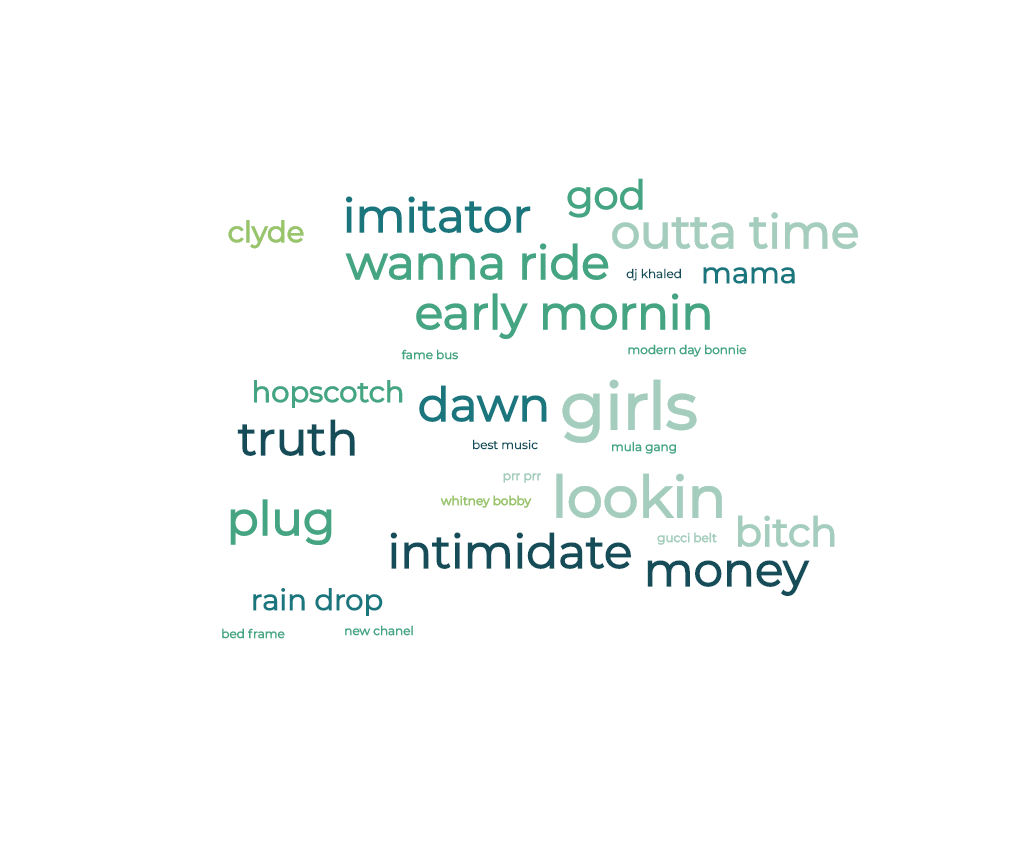 god
imitator
clyde
outta time
wanna ride
dj khaled
mama
early mornin
fame bus
modern day bonnie
hopscotch
dawn
girls
truth
best music
mula gang
prr prr
whitney bobby
lookin
plug
gucci belt
bitch
intimidate
money
rain drop
bed frame
new chanel